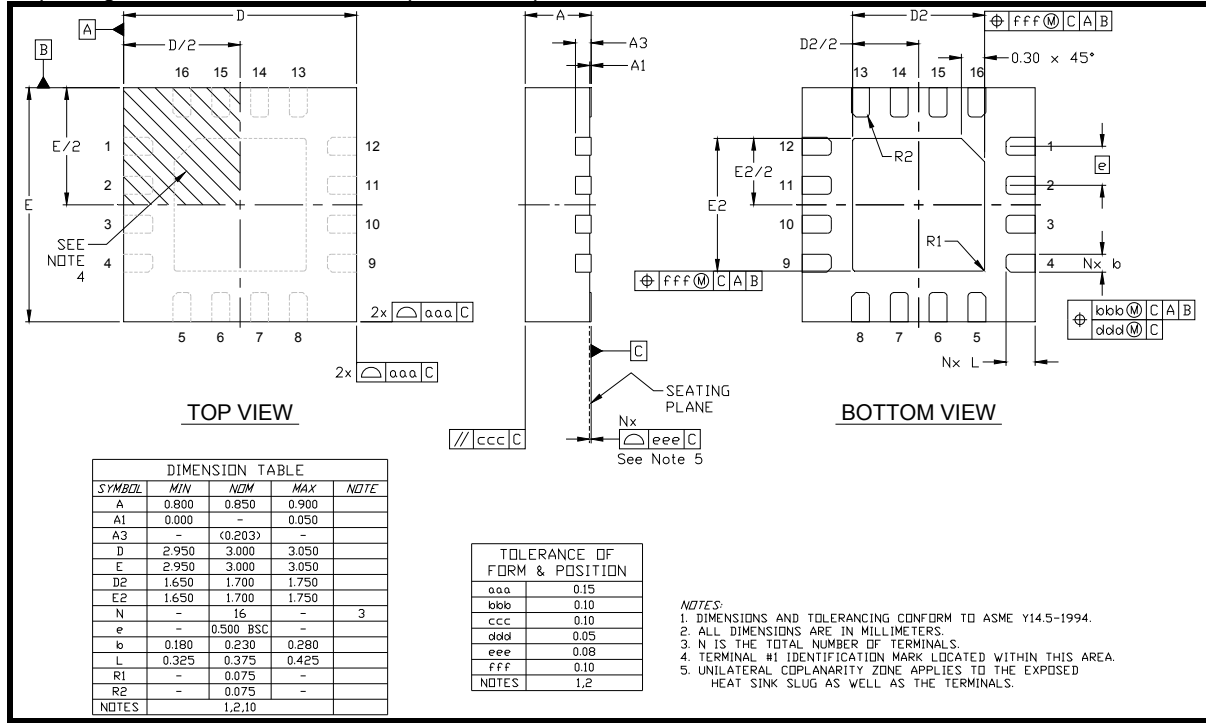 D
A
D/2
B
16 15 14 13
E/2
E
1
2
3
4
12
11
10
9
SEE
NOTE
4
5 6 7 8
2x ⌓ aaa C
2x ⌓ aaa C
TOP VIEW
A
A3
A1
C
SEATING
PLANE
// ccc C
Nx
⌓ eee C
See Note 5
D2
⌖ fff Ⓜ C A B
D2/2
0.30 x 45°
13 14 15 16
R2
12
11
10
9
E2/2
E2
R1
1
2
3
4
e
Nx b
⌖ fff Ⓜ C A B
⌖ bbb Ⓜ C A B
ddd Ⓜ C
8 7 6 5
Nx L
BOTTOM VIEW
DIMENSION TABLE
SYMBOL MIN NOM MAX NOTE
A 0.800 0.850 0.900
A1 0.000 - 0.050
A3 - (0.203) -
D 2.950 3.000 3.050
E 2.950 3.000 3.050
D2 1.650 1.700 1.750
E2 1.650 1.700 1.750
N - 16 - 3
e - 0.500 BSC -
b 0.180 0.230 0.280
L 0.325 0.375 0.425
R1 - 0.075 -
R2 - 0.075 -
NOTES 1,2,10
TOLERANCE OF
FORM & POSITION
aaa 0.15
bbb 0.10
ccc 0.10
ddd 0.05
eee 0.08
fff 0.10
NOTES 1,2
NOTES:
1. DIMENSIONS AND TOLERANCING CONFORM TO ASME Y14.5-1994.
2. ALL DIMENSIONS ARE IN MILLIMETERS.
3. N IS THE TOTAL NUMBER OF TERMINALS.
4. TERMINAL #1 IDENTIFICATION MARK LOCATED WITHIN THIS AREA.
5. UNILATERAL COPLANARITY ZONE APPLIES TO THE EXPOSED
HEAT SINK SLUG AS WELL AS THE TERMINALS.